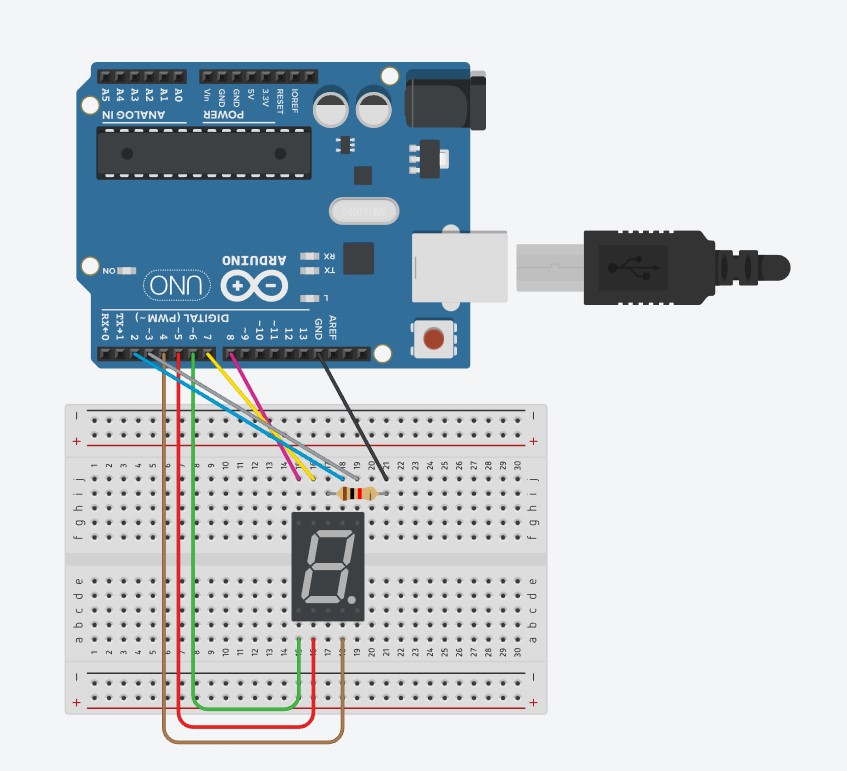 A5 A4 A3 A2 A1 A0 Vin GND GND 5V 3.3V RESET IOREF
ANALOG IN POWER
RX
TX
ARDUINO
ON
UNO
L
DIGITAL (PWM~)
RX←0 TX→1 2 ~3 4 ~5 ~6 7 8 ~9 ~10 ~11 12 13 GND AREF
− −
+ +
1 2 3 4 5 6 7 8 9 10 11 12 13 14 15 16 17 18 19 20 21 22 23 24 25 26 27 28 29 30
j j
i i
h h
g g
f f
e e
d d
c c
b b
a a
1 2 3 4 5 6 7 8 9 10 11 12 13 14 15 16 17 18 19 20 21 22 23 24 25 26 27 28 29 30
− −
+ +